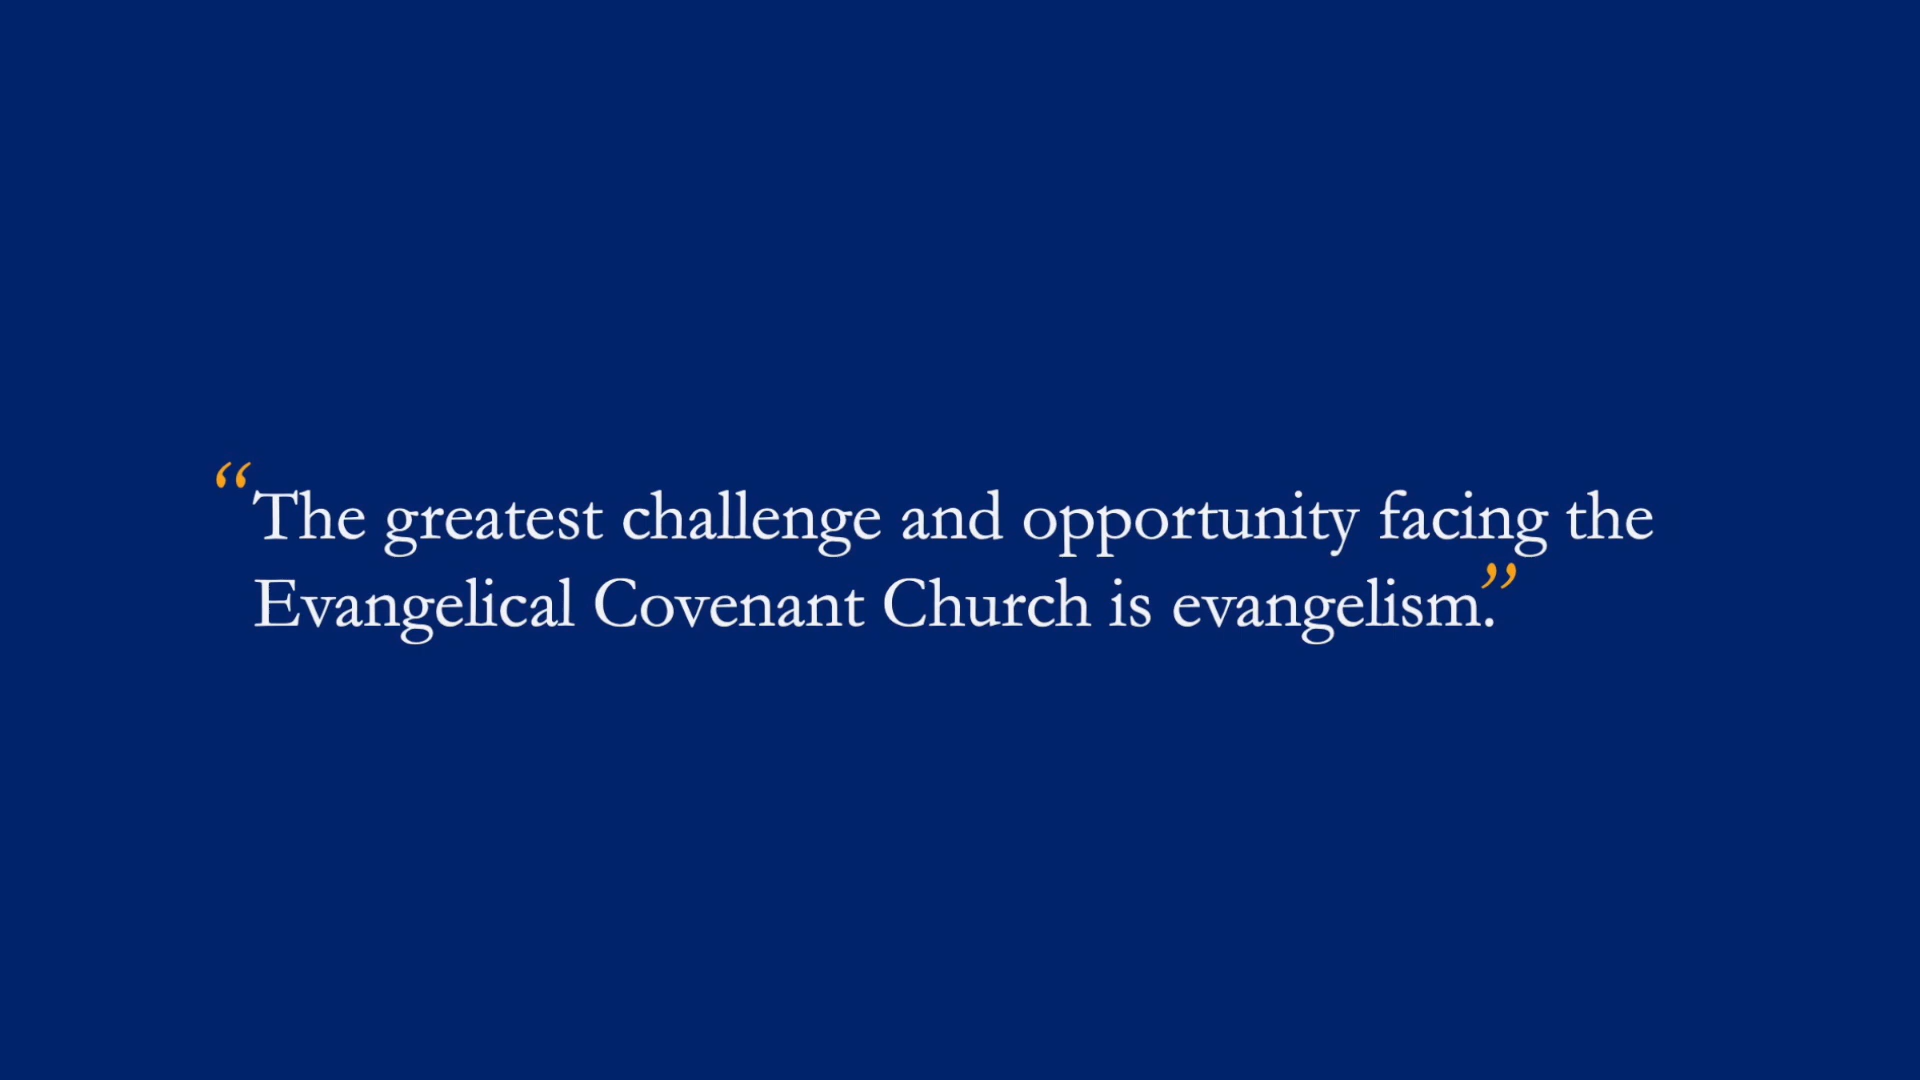 “The greatest challenge and opportunity facing the
Evangelical Covenant Church is evangelism.”